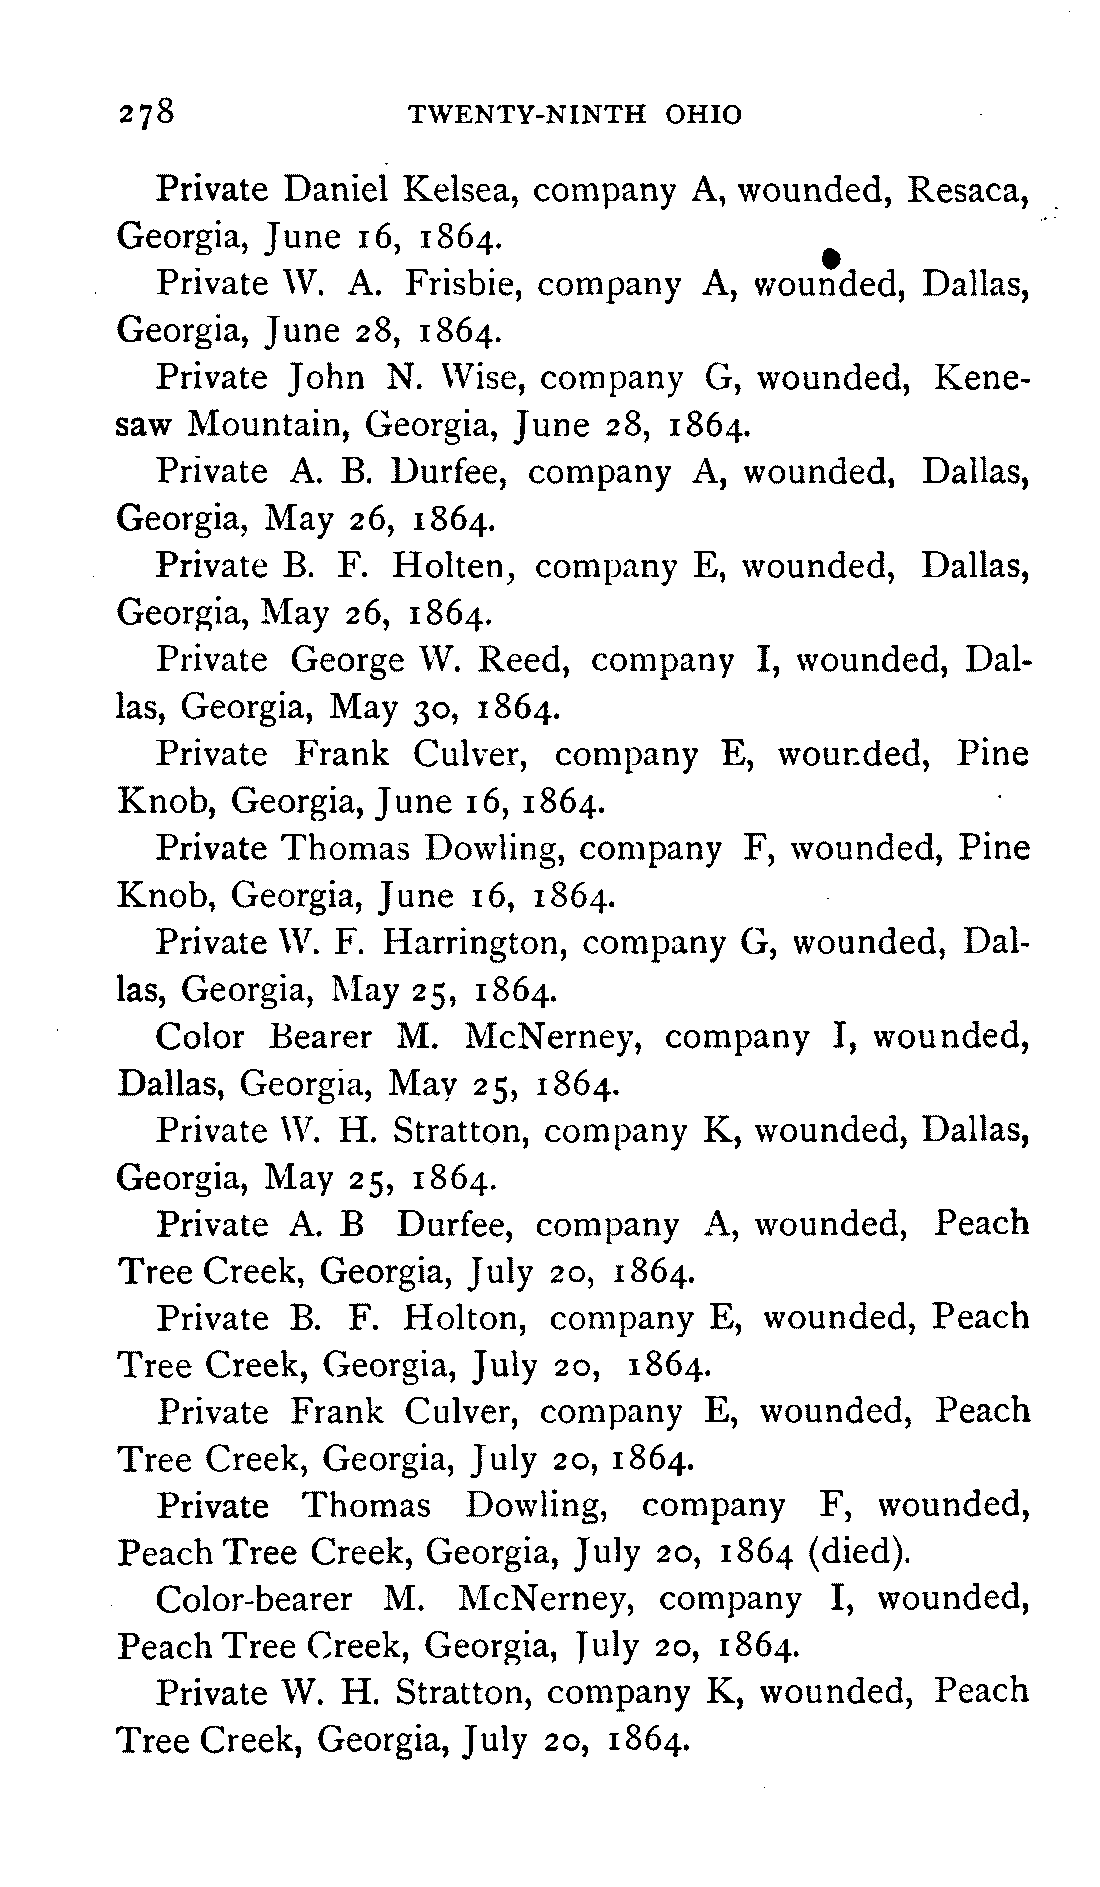 278 TWENTY-NINTH OHIO
Private Daniel Kelsea, company A, wounded, Resaca,
Georgia, June 16, 1864.
Private W. A. Frisbie, company A, wounded, Dallas,
Georgia, June 28, 1864.
Private John N. Wise, company G, wounded, Kene-
saw Mountain, Georgia, June 28, 1864.
Private A. B. Durfee, company A, wounded, Dallas,
Georgia, May 26, 1864.
Private B. F. Holten, company E, wounded, Dallas,
Georgia, May 26, 1864.
Private George W. Reed, company I, wounded, Dal-
las, Georgia, May 30, 1864.
Private Frank Culver, company E, wounded, Pine
Knob, Georgia, June 16, 1864.
Private Thomas Dowling, company F, wounded, Pine
Knob, Georgia, June 16, 1864.
Private W. F. Harrington, company G, wounded, Dal-
las, Georgia, May 25, 1864.
Color Bearer M. McNerney, company I, wounded,
Dallas, Georgia, May 25, 1864.
Private W. H. Stratton, company K, wounded, Dallas,
Georgia, May 25, 1864.
Private A. B Durfee, company A, wounded, Peach
Tree Creek, Georgia, July 20, 1864.
Private B. F. Holton, company E, wounded, Peach
Tree Creek, Georgia, July 20, 1864.
Private Frank Culver, company E, wounded, Peach
Tree Creek, Georgia, July 20, 1864.
Private Thomas Dowling, company F, wounded,
Peach Tree Creek, Georgia, July 20, 1864 (died).
Color-bearer M. McNerney, company I, wounded,
Peach Tree Creek, Georgia, July 20, 1864.
Private W. H. Stratton, company K, wounded, Peach
Tree Creek, Georgia, July 20, 1864.